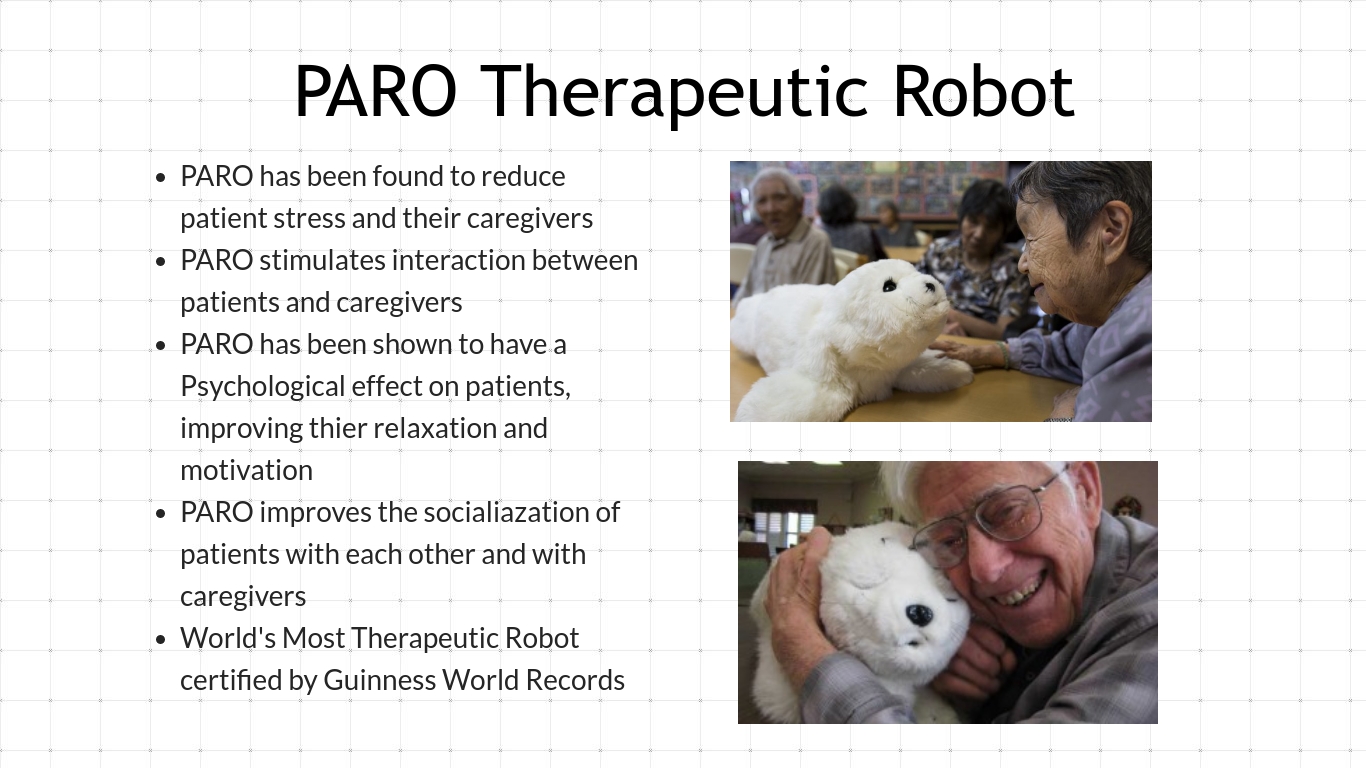 PARO Therapeutic Robot
• PARO has been found to reduce
patient stress and their caregivers
• PARO stimulates interaction between
patients and caregivers
• PARO has been shown to have a
Psychological effect on patients,
improving thier relaxation and
motivation
• PARO improves the socialiazation of
patients with each other and with
caregivers
• World's Most Therapeutic Robot
certified by Guinness World Records